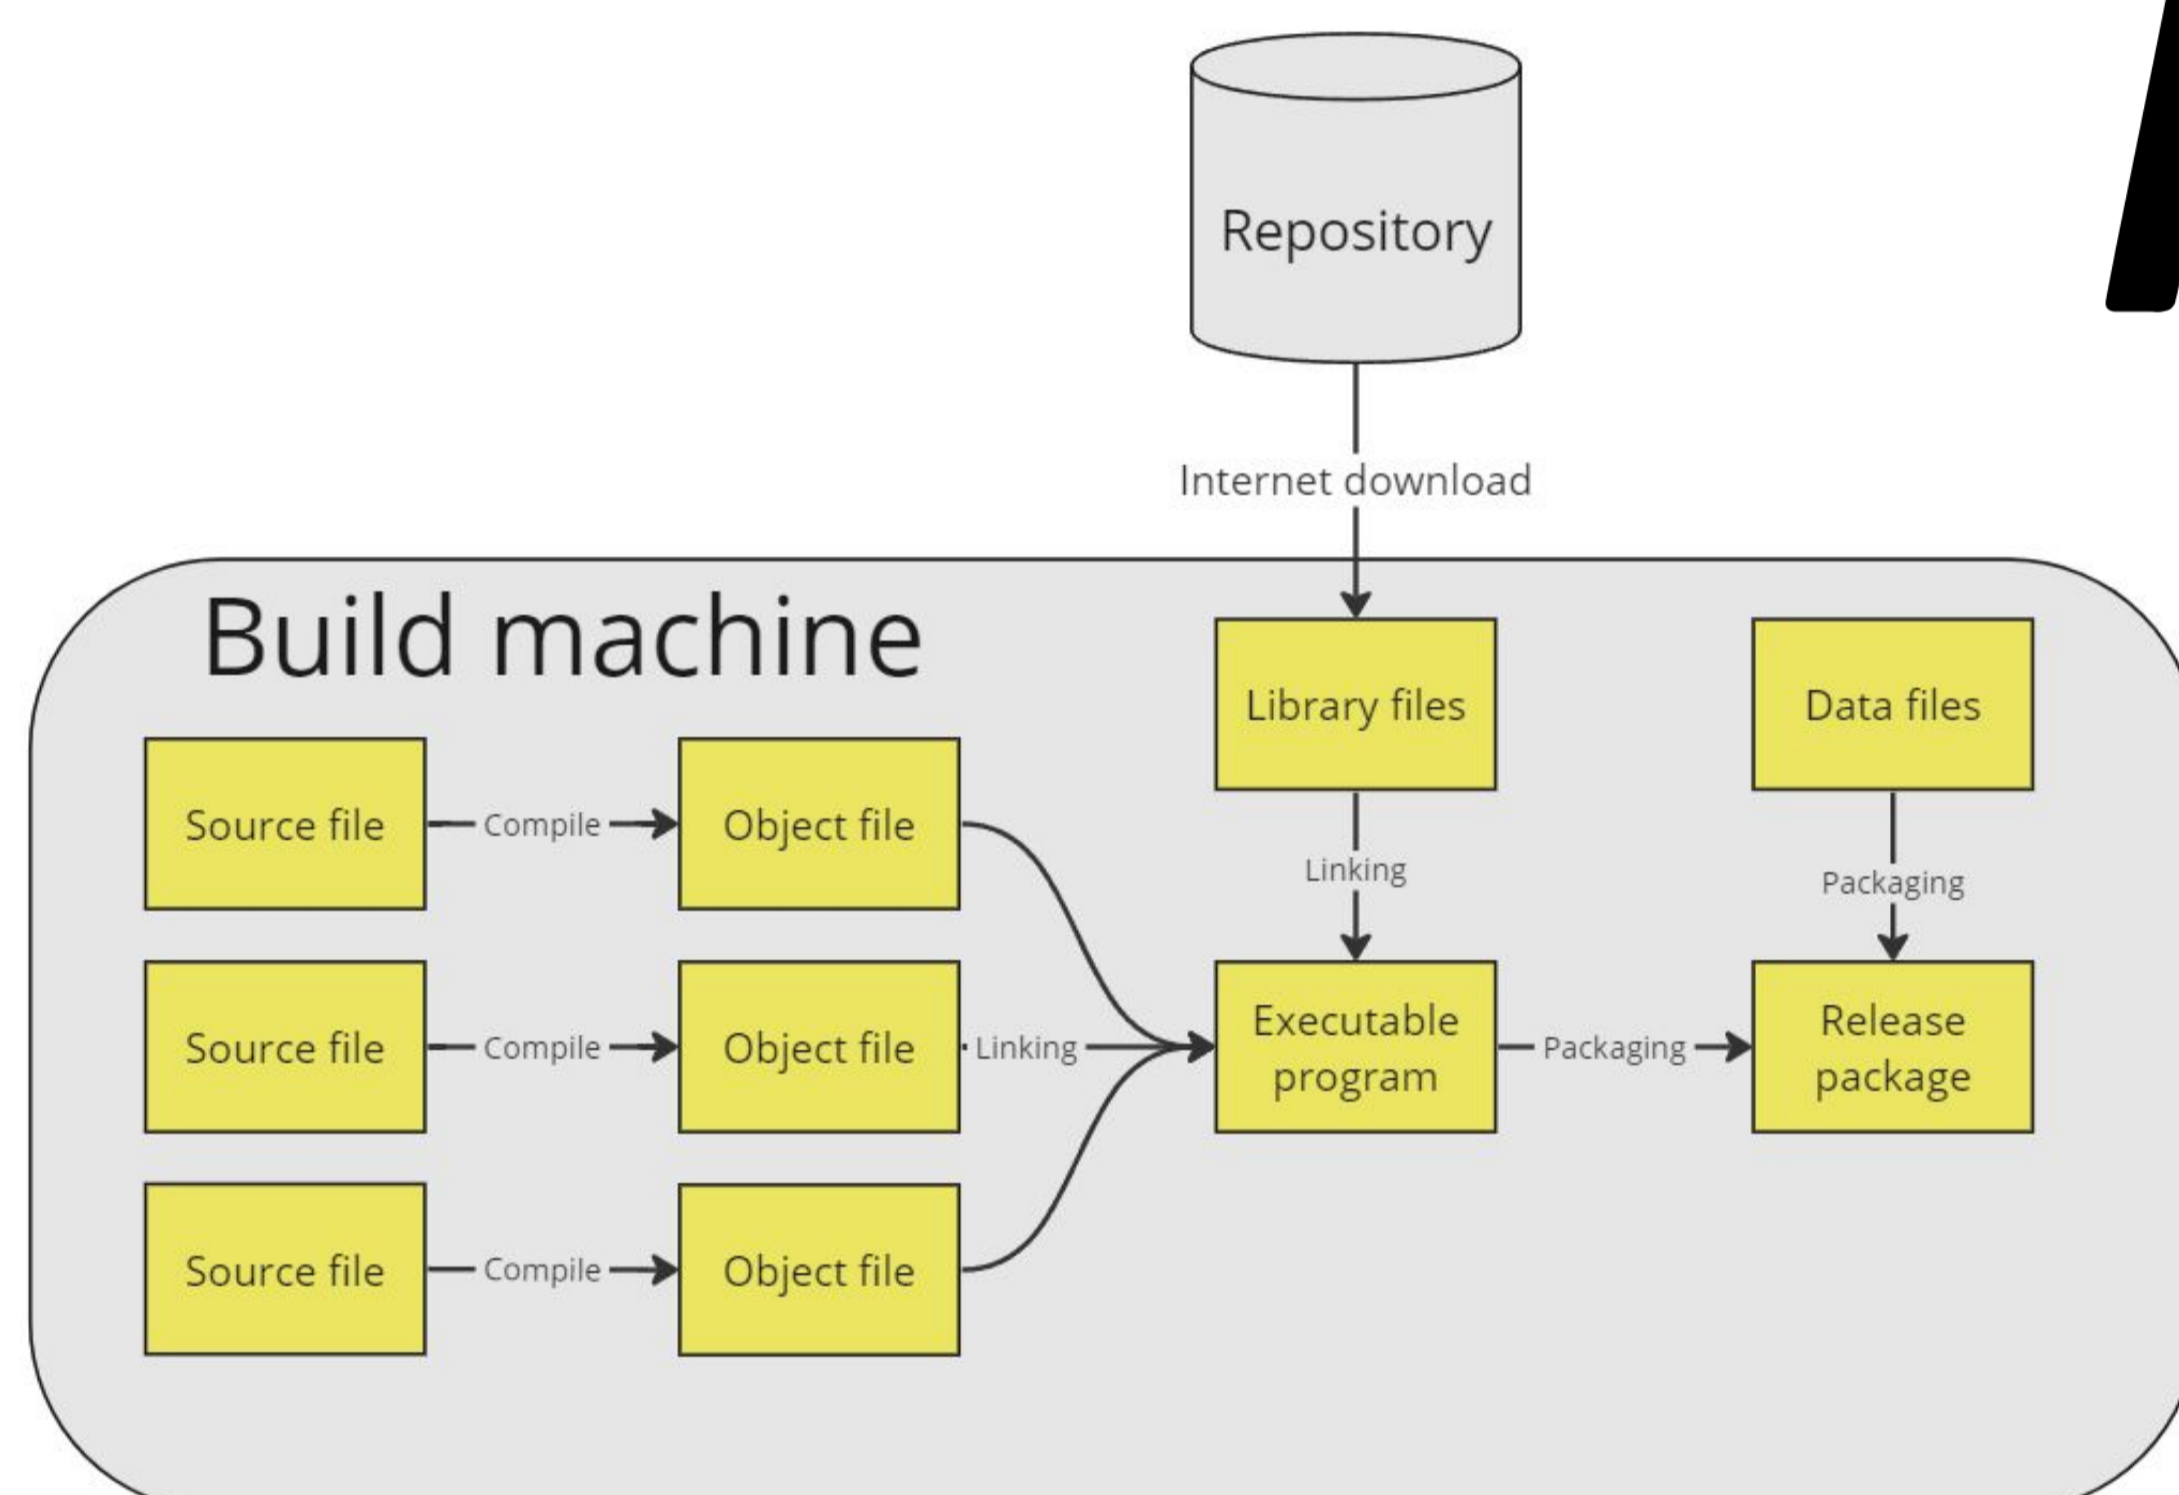 Repository
Internet download
Build machine
Library files
Data files
Source file
Compile
Object file
Linking
Packaging
Source file
Compile
Object file
Linking
Executable
program
Packaging
Release
package
Source file
Compile
Object file